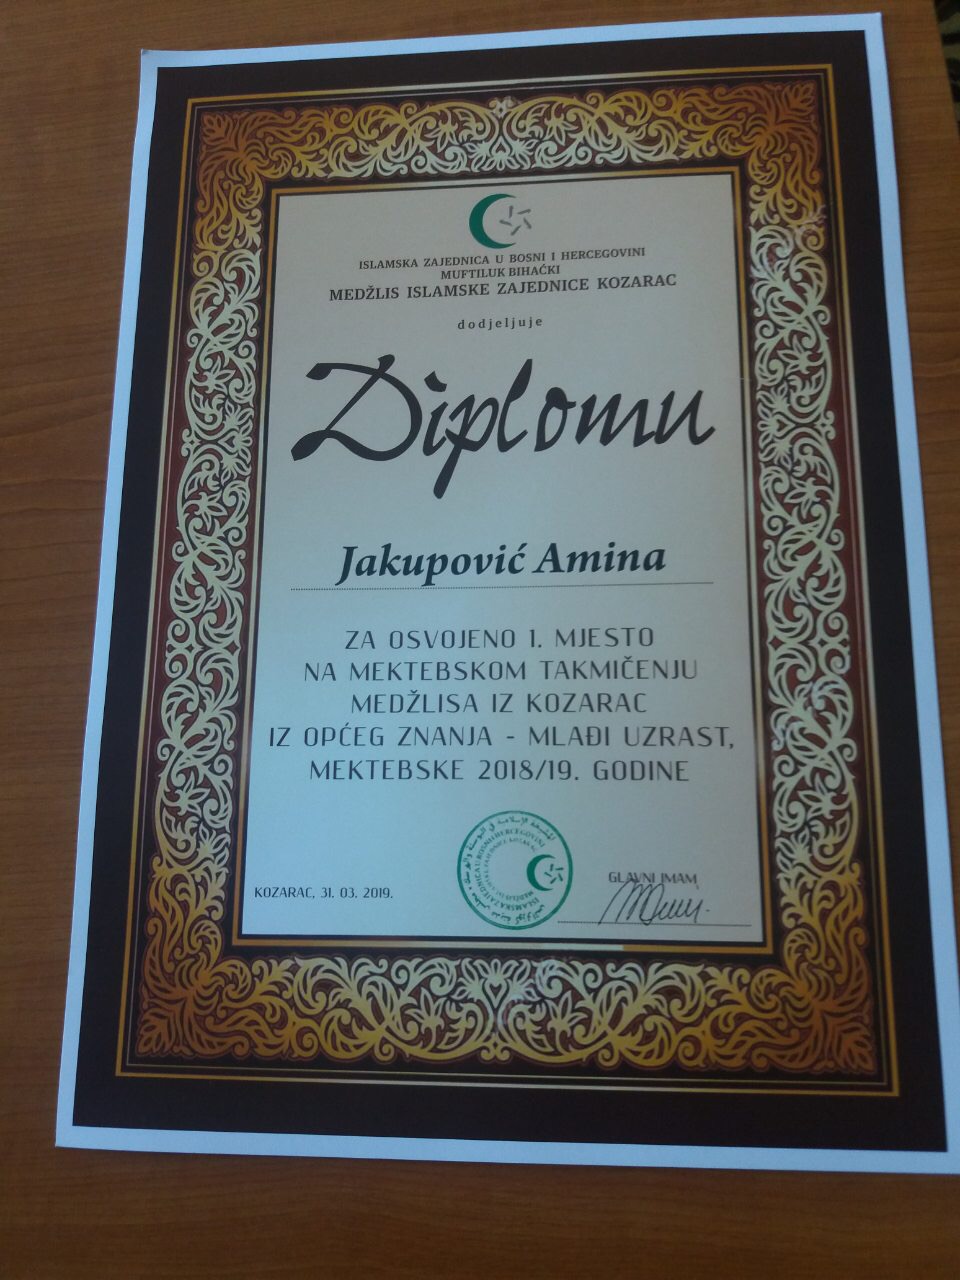 ISLAMSKA ZAJEDNICA U BOSNI I HERCEGOVINI
MUFTILUK BIHAĆKI
MEDŽLIS ISLAMSKE ZAJEDNICE KOZARAC
dodjeljuje
Diplomu
Jakupović Amina
ZA OSVOJENO 1. MJESTO
NA MEKTEBSKOM TAKMIČENJU
MEDŽLISA IZ KOZARAC
IZ OPĆEG ZNANJA - MLAĐI UZRAST,
MEKTEBSKE 2018/19. GODINE
KOZARAC, 31. 03. 2019.
GLAVNI IMAM